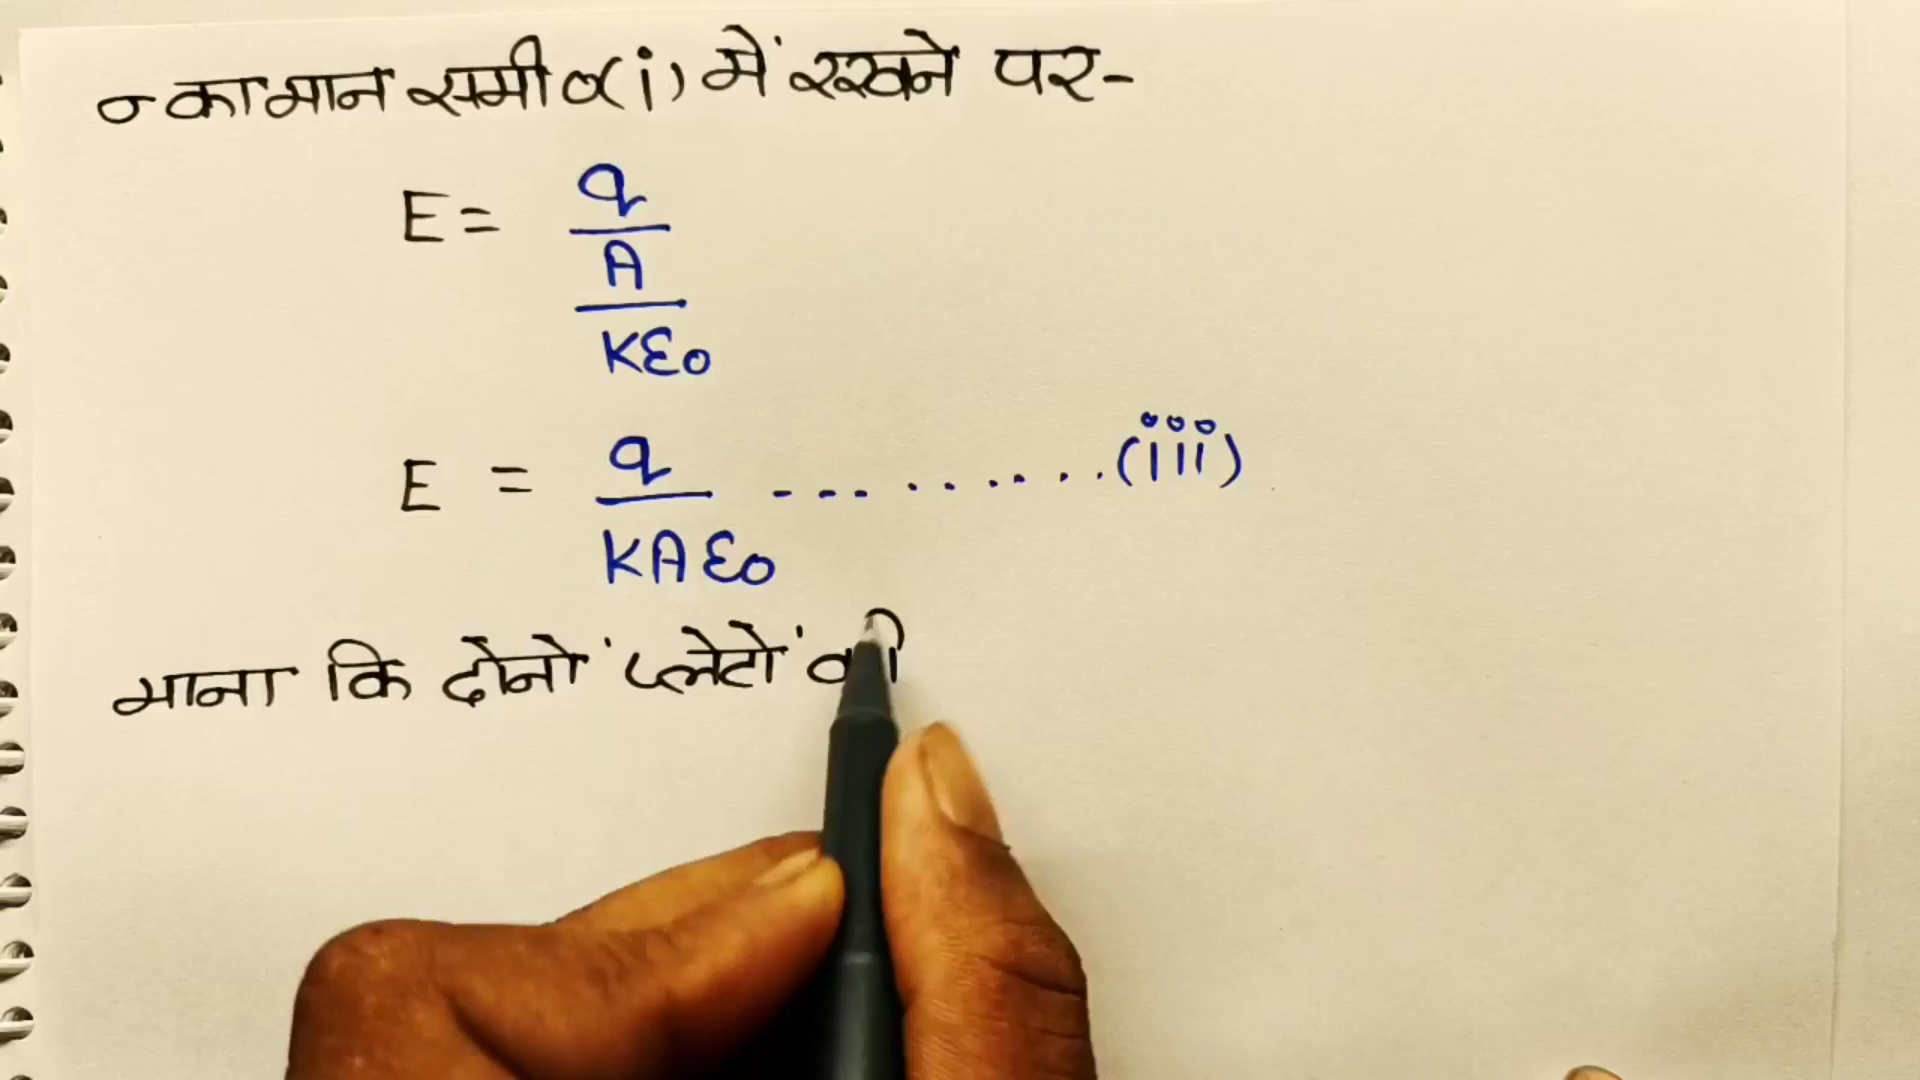 σ का मान समी०(i) में रखने पर-
E = q
A
Kε0
E = q ..........(iii)
KAε0
माना कि दोनों प्लेटों